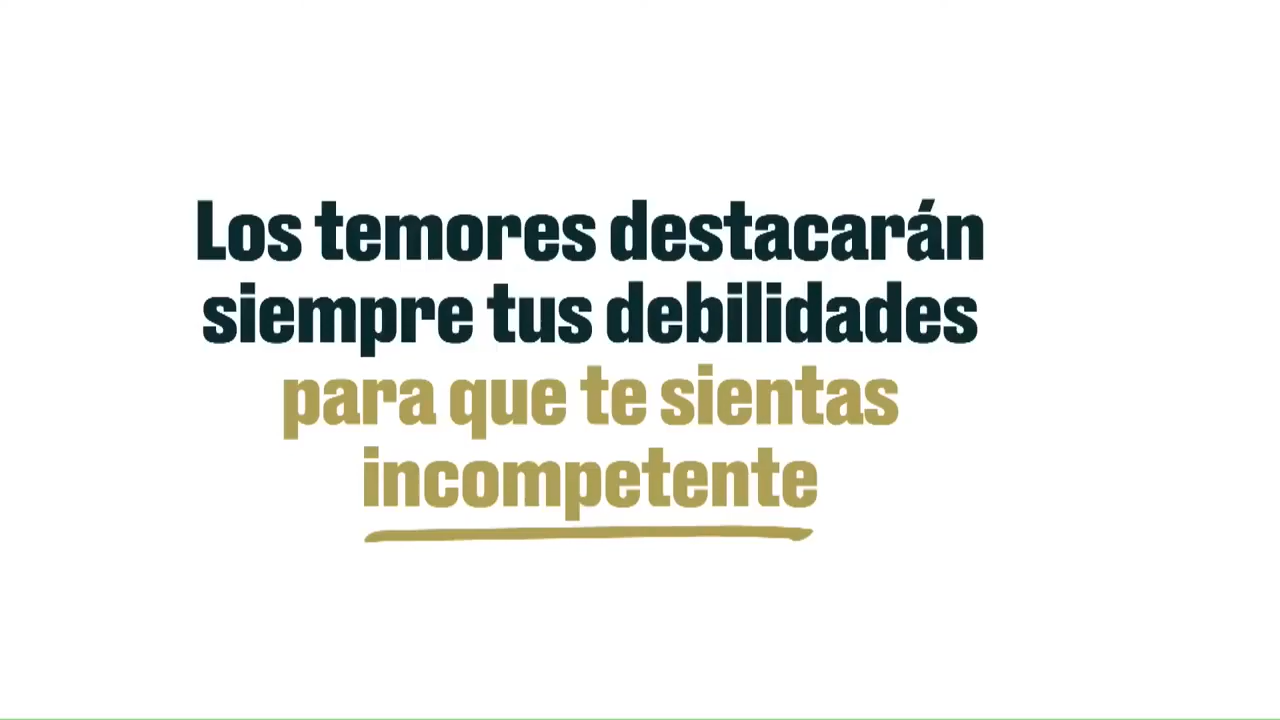 Los temores destacarán
siempre tus debilidades
para que te sientas
incompetente